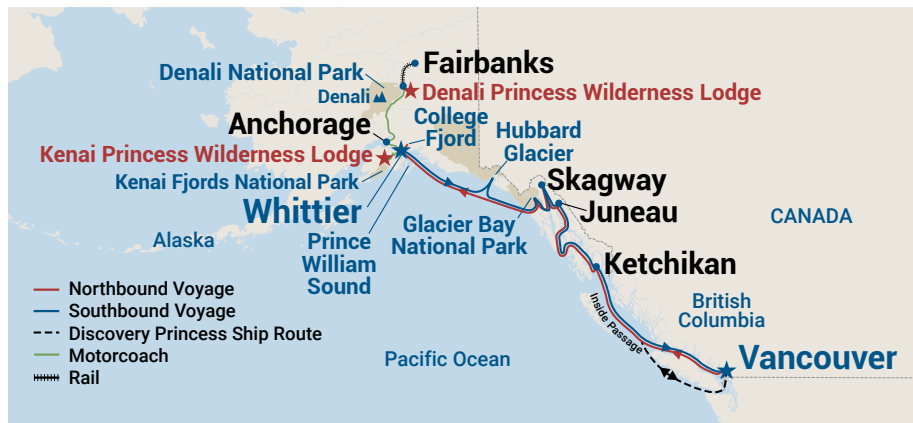 Fairbanks
Denali National Park
Denali
Denali Princess Wilderness Lodge
College
Fjord
Anchorage
Hubbard
Glacier
Kenai Princess Wilderness Lodge
Kenai Fjords National Park
Skagway
Whittier
Juneau
Glacier Bay
National Park
CANADA
Alaska
Prince
William
Sound
Ketchikan
Northbound Voyage
Southbound Voyage
Discovery Princess Ship Route
Motorcoach
Rail
Inside Passage
British
Columbia
Pacific Ocean
Vancouver